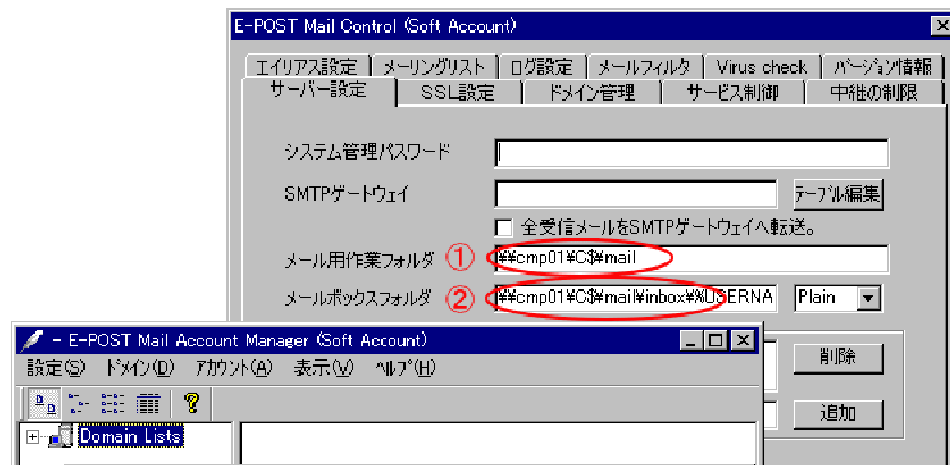 E-POST Mail Control (Soft Account)
エイリアス設定 メーリングリスト ログ設定 メールフィルタ Virus check バージョン情報
サーバー設定 SSL設定 ドメイン管理 サービス制御 中継の制限
システム管理パスワード
SMTPゲートウェイ テーブル編集
全受信メールをSMTPゲートウェイへ転送。
メール用作業フォルダ ① ¥¥cmp01¥C$¥mail
メールボックスフォルダ ② ¥¥cmp01¥C$¥mail¥inbox¥%USERNA Plain
削除
追加
- E-POST Mail Account Manager (Soft Account)
設定(S) ドメイン(D) アカウント(A) 表示(V) ヘルプ(H)
Domain Lists